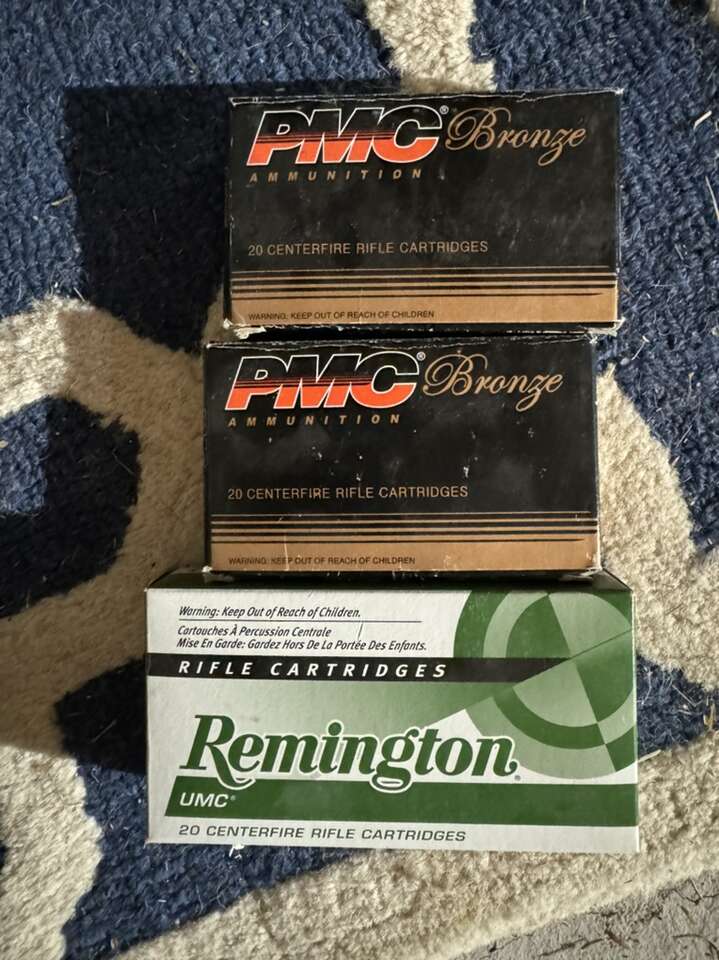 PMC® Bronze
AMMUNITION
20 CENTERFIRE RIFLE CARTRIDGES
WARNING: KEEP OUT OF REACH OF CHILDREN
PMC® Bronze
AMMUNITION
20 CENTERFIRE RIFLE CARTRIDGES
WARNING: KEEP OUT OF REACH OF CHILDREN
Warning: Keep Out of Reach of Children.
Cartouches À Percussion Centrale
Mise En Garde: Gardez Hors De La Portée Des Enfants.
RIFLE CARTRIDGES
Remington®
UMC®
20 CENTERFIRE RIFLE CARTRIDGES